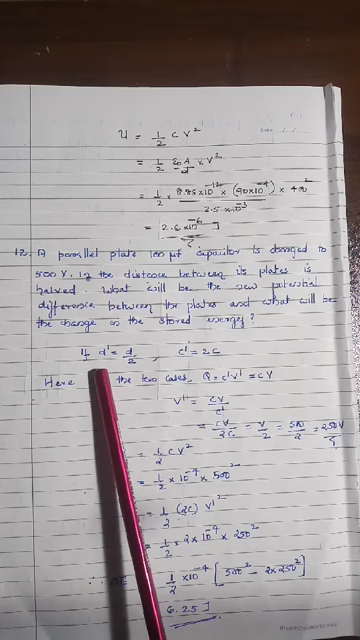 U = 1/2 C V²
= 1/2 ε₀A/d × V²
= 1/2 × 8.85×10⁻¹² × (90×10⁻⁴) × 400² / 2.5×10⁻³
= 2.6×10⁻⁶ J
12. A parallel plate 100 μf capacitor is charged to
500 V. If the distance between its plates is
halved. What will be the new potential
difference between the plates and what will be
the change in the stored energy?
If d' = d/2, C' = 2C
Here the two cases, Q = C'V' = CV
V' = CV/C'
= CV/2C = V/2 = 500/2 = 250V
= 1/2 CV²
= 1/2 × 10⁻⁴ × 500²
= 1/2 (2C) V'²
= 1/2 × 2×10⁻⁴ × 250²
∴ 1/2 ×10⁻⁴ [500² - 2×250²]
6.25 J